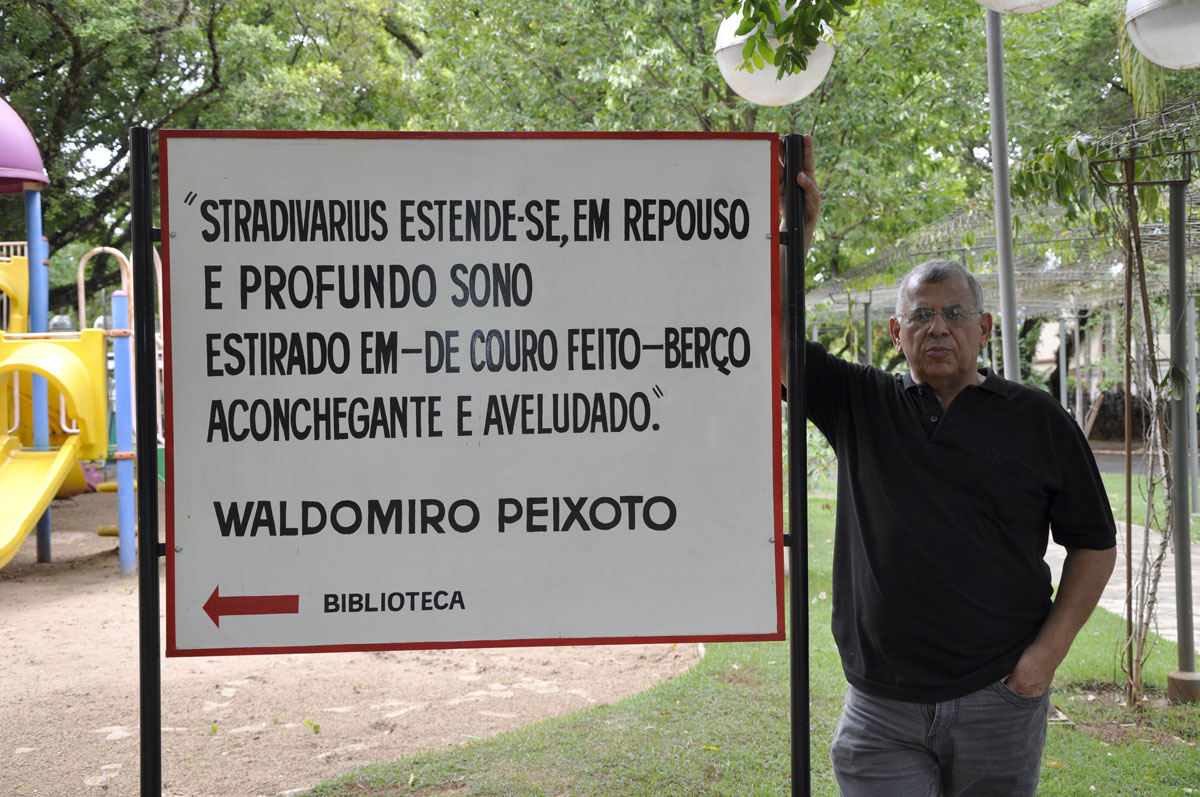 "STRADIVARIUS ESTENDE-SE, EM REPOUSO
E PROFUNDO SONO
ESTIRADO EM—DE COURO FEITO—BERÇO
ACONCHEGANTE E AVELUDADO."
WALDOMIRO PEIXOTO
BIBLIOTECA